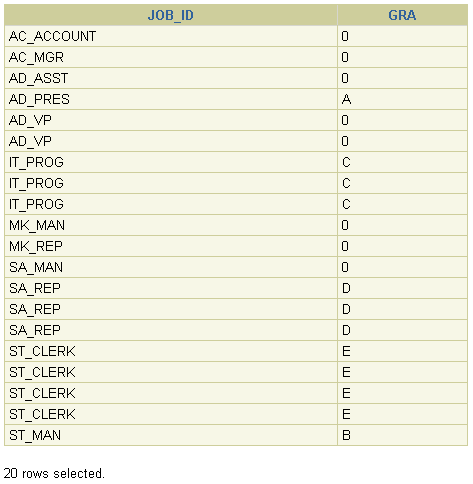 JOB_ID GRA
AC_ACCOUNT 0
AC_MGR 0
AD_ASST 0
AD_PRES A
AD_VP 0
AD_VP 0
IT_PROG C
IT_PROG C
IT_PROG C
MK_MAN 0
MK_REP 0
SA_MAN 0
SA_REP D
SA_REP D
SA_REP D
ST_CLERK E
ST_CLERK E
ST_CLERK E
ST_CLERK E
ST_MAN B
20 rows selected.